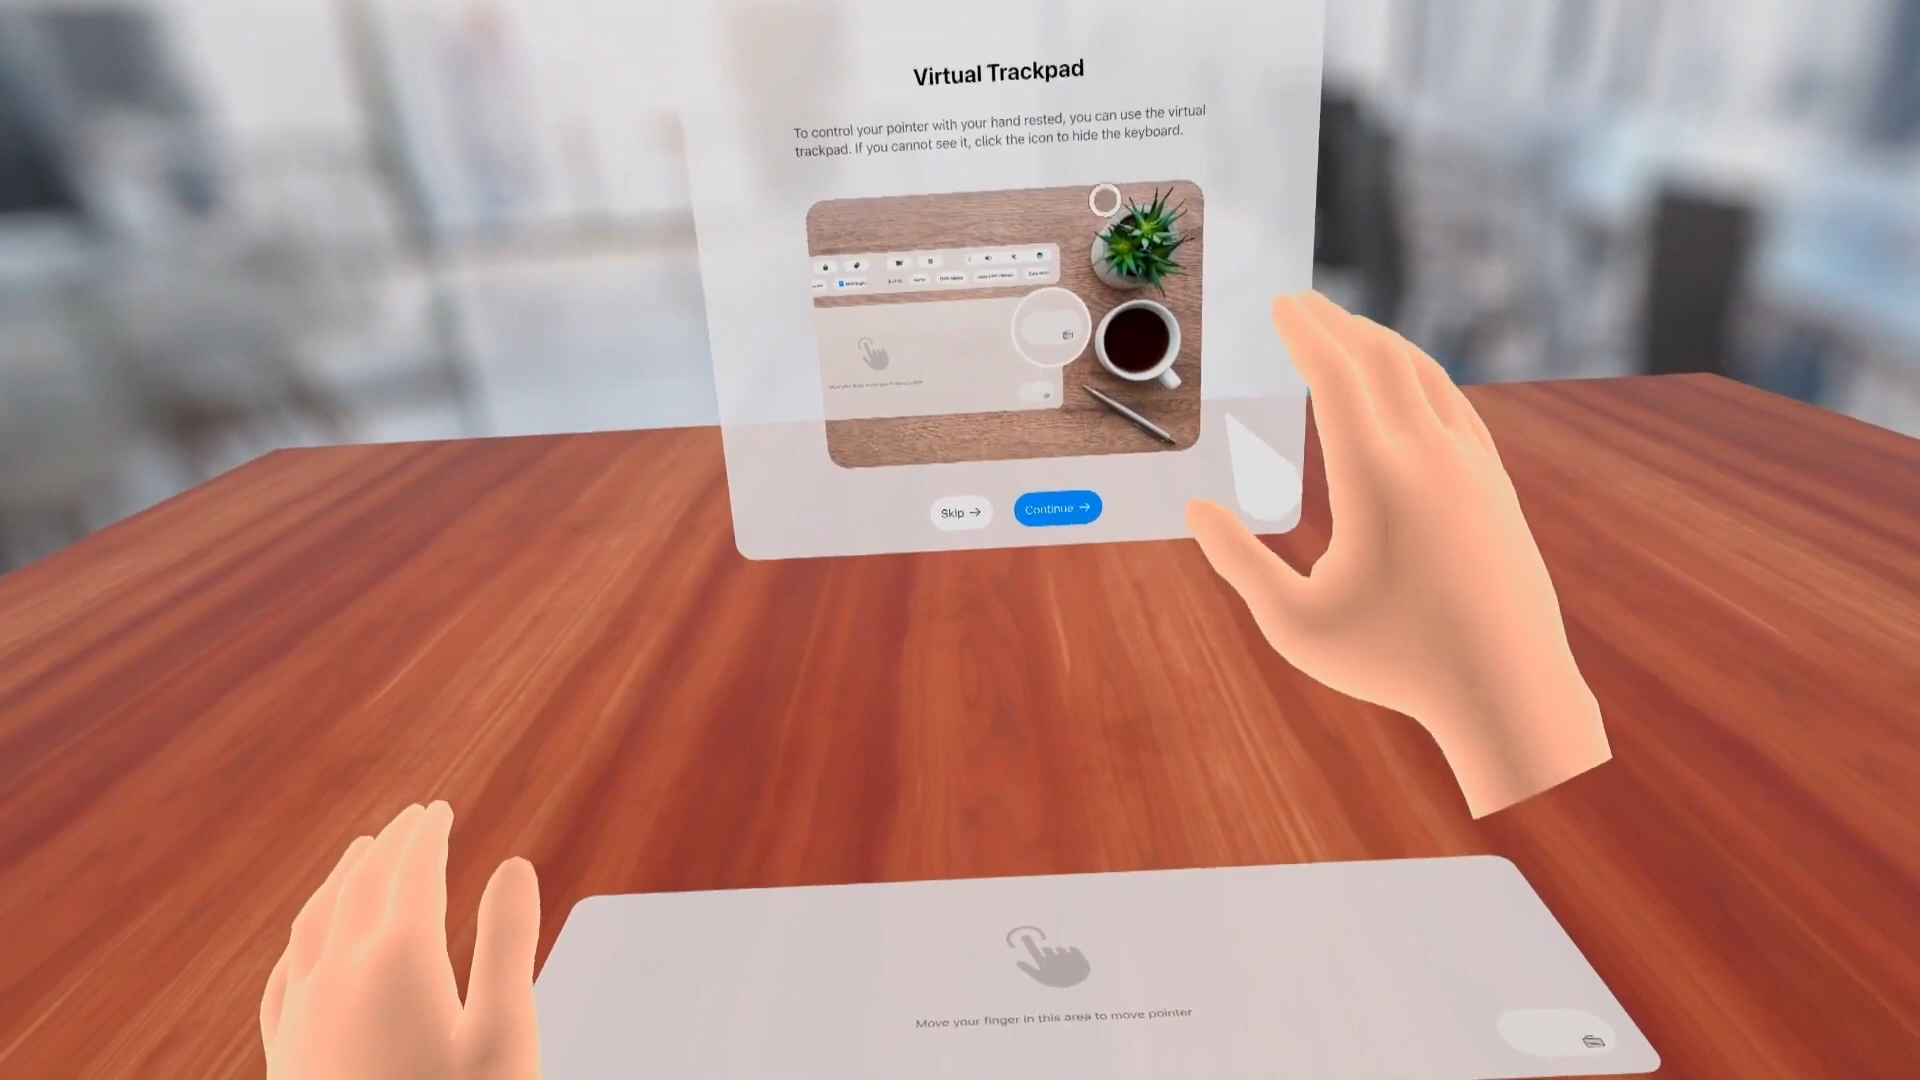 Virtual Trackpad
To control your pointer with your hand rested, you can use the virtual
trackpad. If you cannot see it, click the icon to hide the keyboard.
Skip →
Continue →
Move your finger in this area to move pointer